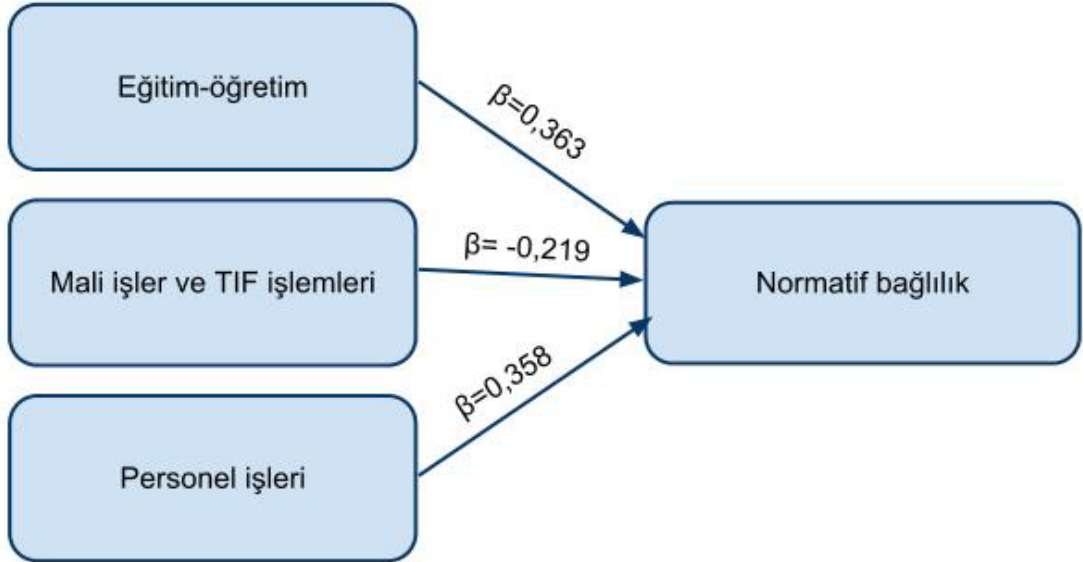 Eğitim-öğretim
β=0,363
Mali işler ve TIF işlemleri
β= -0,219
Normatif bağlılık
β=0,358
Personel işleri